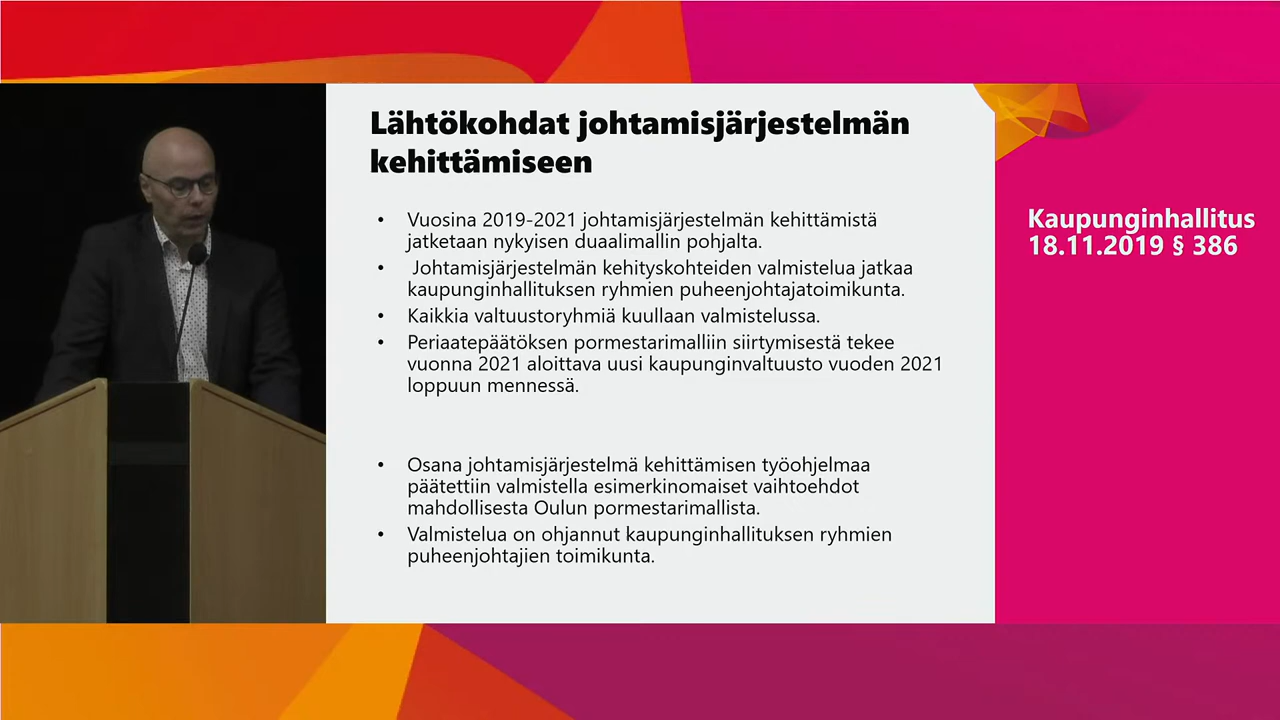 Lähtökohdat johtamisjärjestelmän
kehittämiseen
• Vuosina 2019-2021 johtamisjärjestelmän kehittämistä
jatketaan nykyisen duaalimallin pohjalta.
• Johtamisjärjestelmän kehityskohteiden valmistelua jatkaa
kaupunginhallituksen ryhmien puheenjohtajatoimikunta.
• Kaikkia valtuustoryhmiä kuullaan valmistelussa.
• Periaatepäätöksen pormestarimalliin siirtymisestä tekee
vuonna 2021 aloittava uusi kaupunginvaltuusto vuoden 2021
loppuun mennessä.
• Osana johtamisjärjestelmä kehittämisen työohjelmaa
päätettiin valmistella esimerkinomaiset vaihtoehdot
mahdollisesta Oulun pormestarimallista.
• Valmistelua on ohjannut kaupunginhallituksen ryhmien
puheenjohtajien toimikunta.
Kaupunginhallitus
18.11.2019 § 386